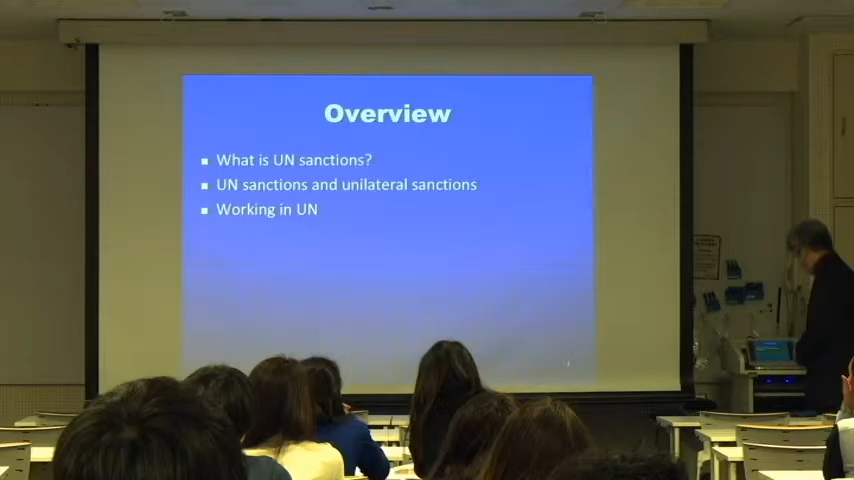 Overview
What is UN sanctions?
UN sanctions and unilateral sanctions
Working in UN